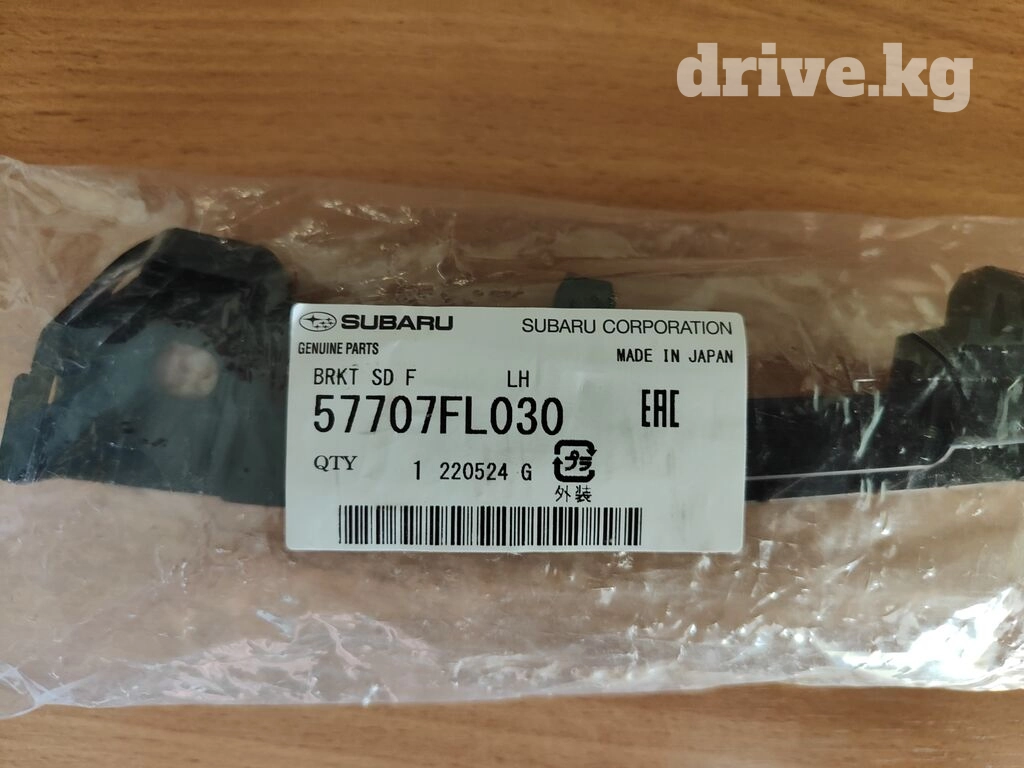 drive.kg
SUBARU SUBARU CORPORATION
GENUINE PARTS MADE IN JAPAN
BRKT SD F LH
57707FL030 EAC
QTY 1 220524 G プラ
外装